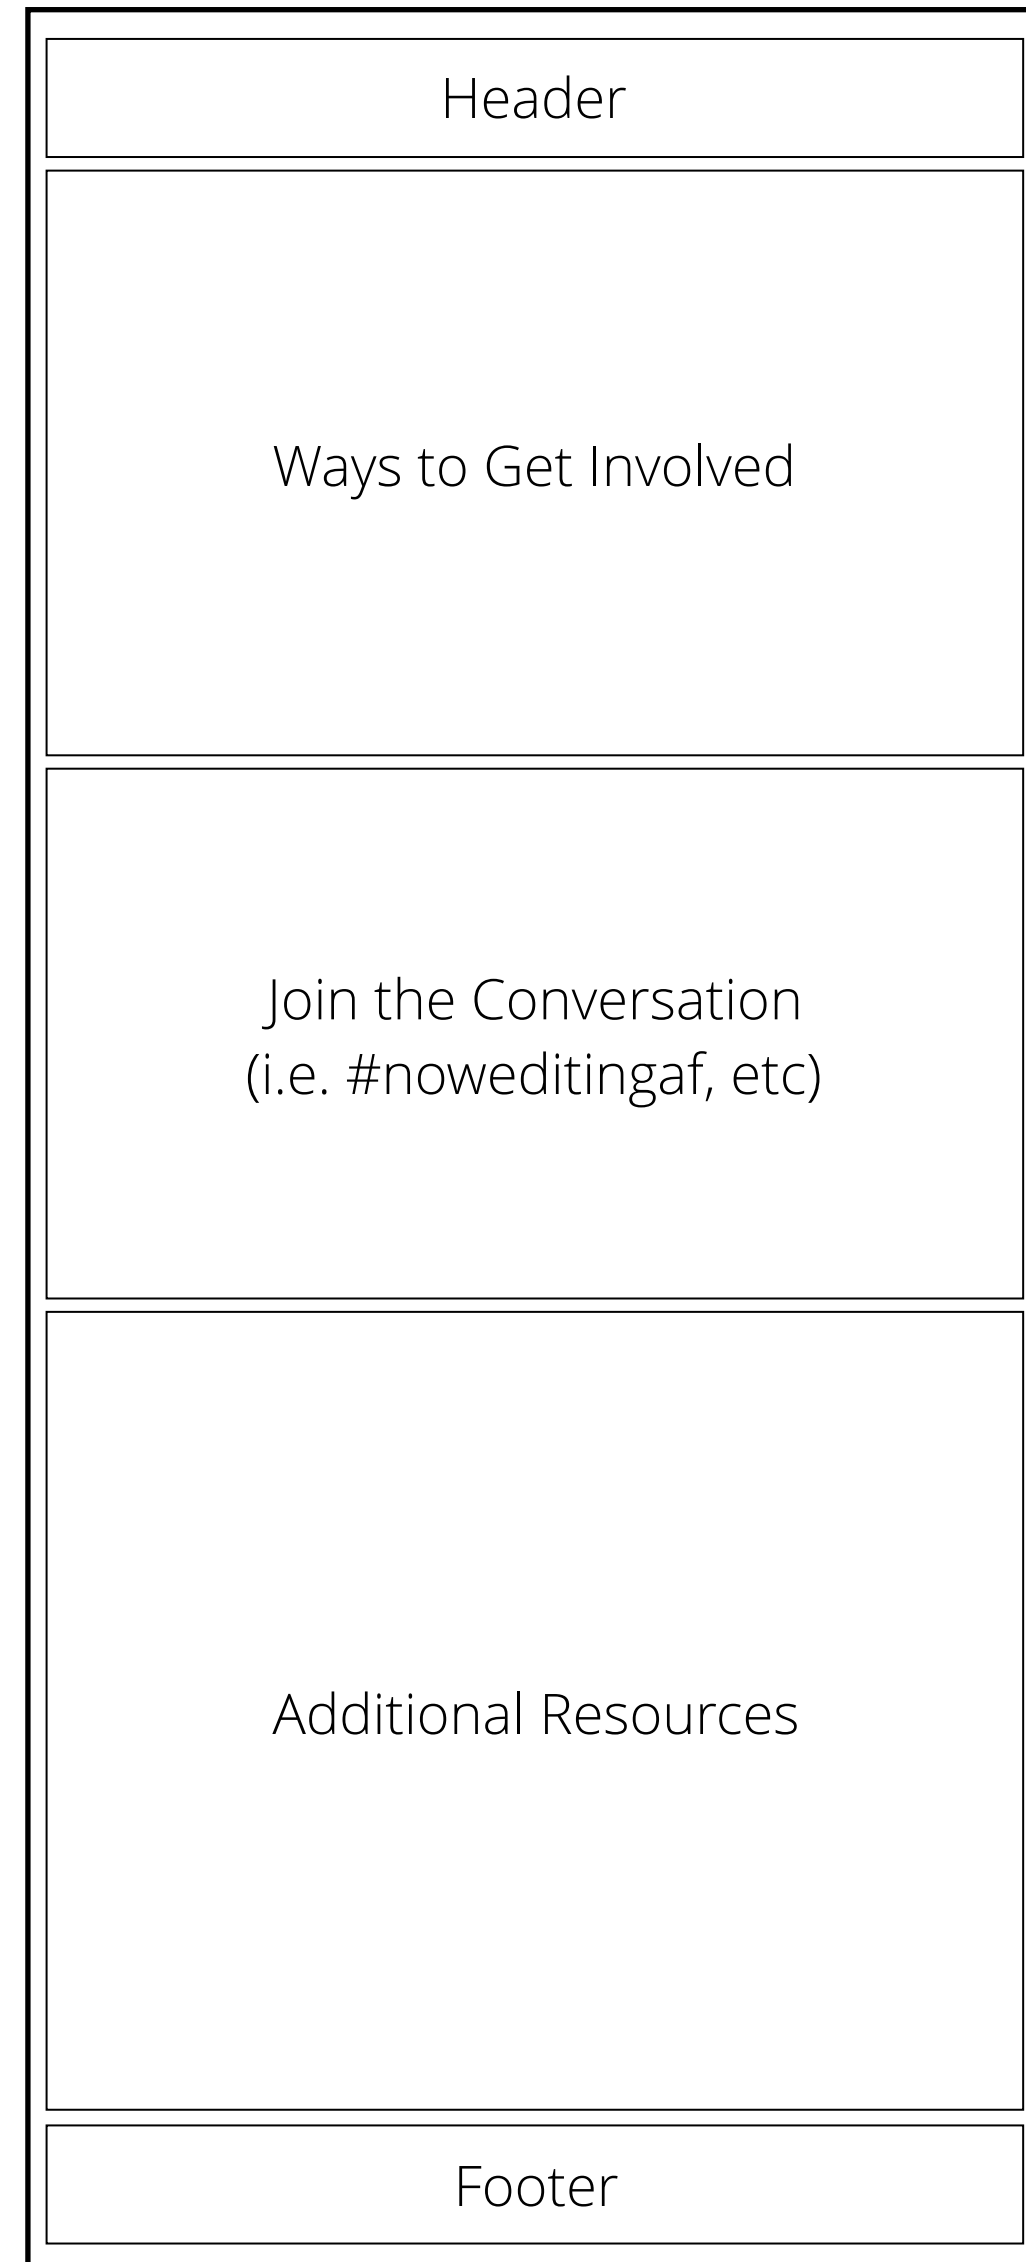 Header
Ways to Get Involved
Join the Conversation
(i.e. #noweditingaf, etc)
Additional Resources
Footer